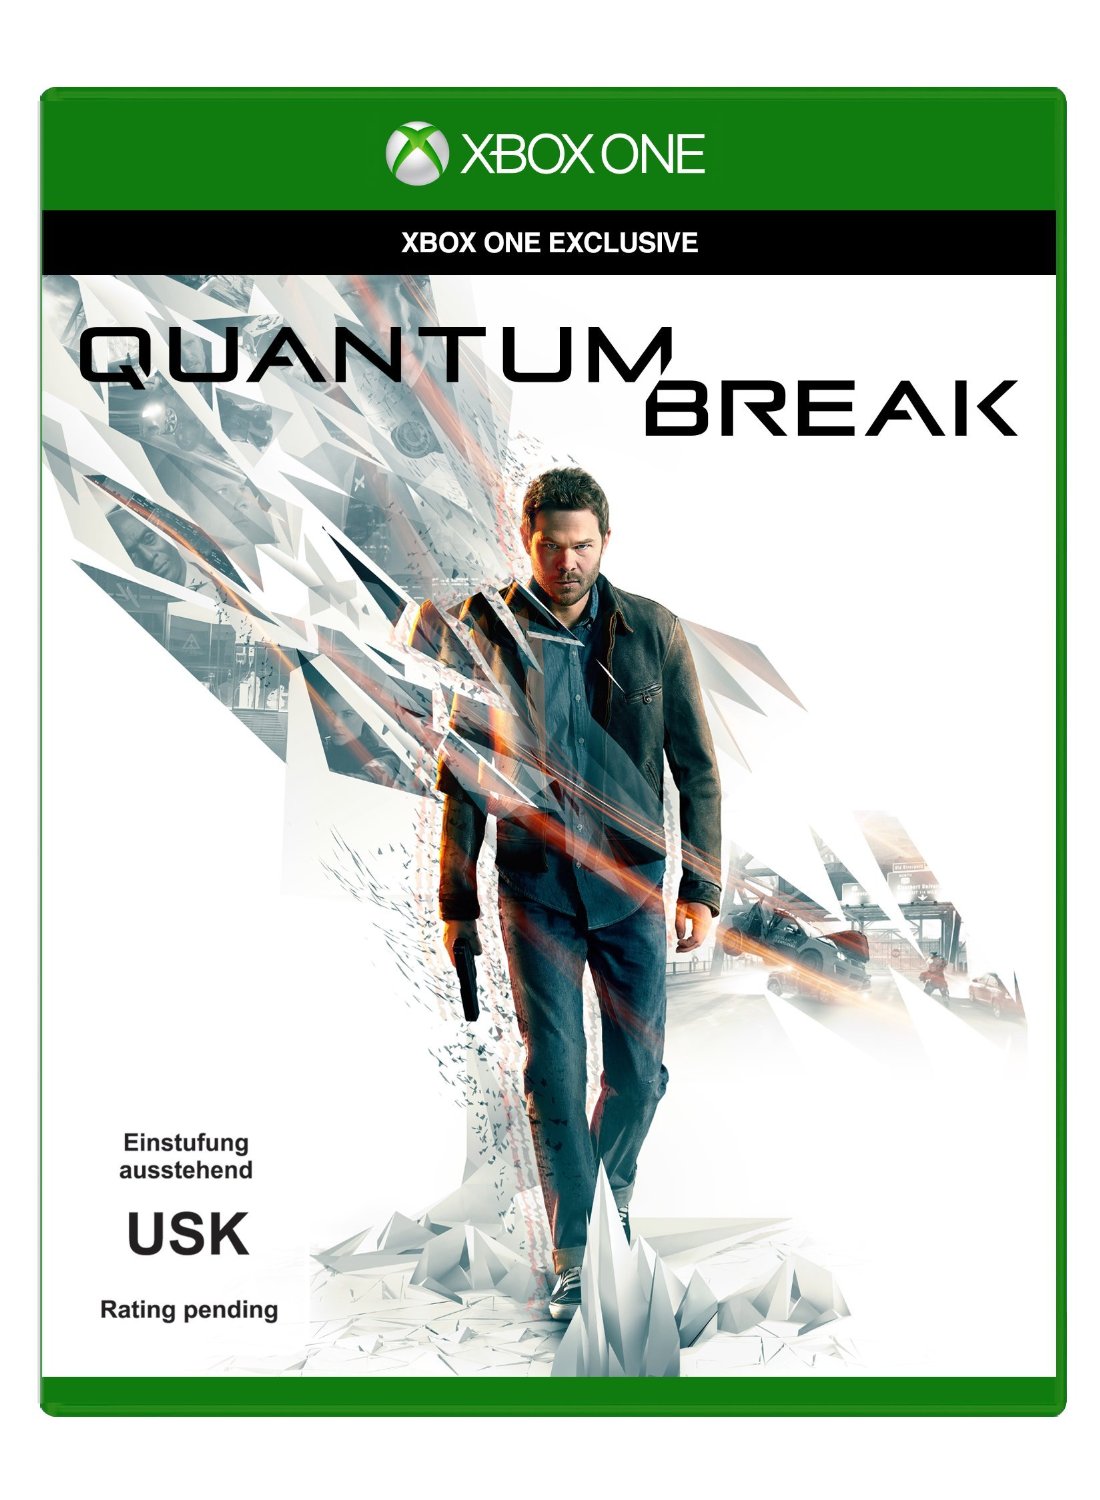 XBOX ONE
XBOX ONE EXCLUSIVE
QUANTUM
BREAK
Einstufung
ausstehend
USK
Rating pending